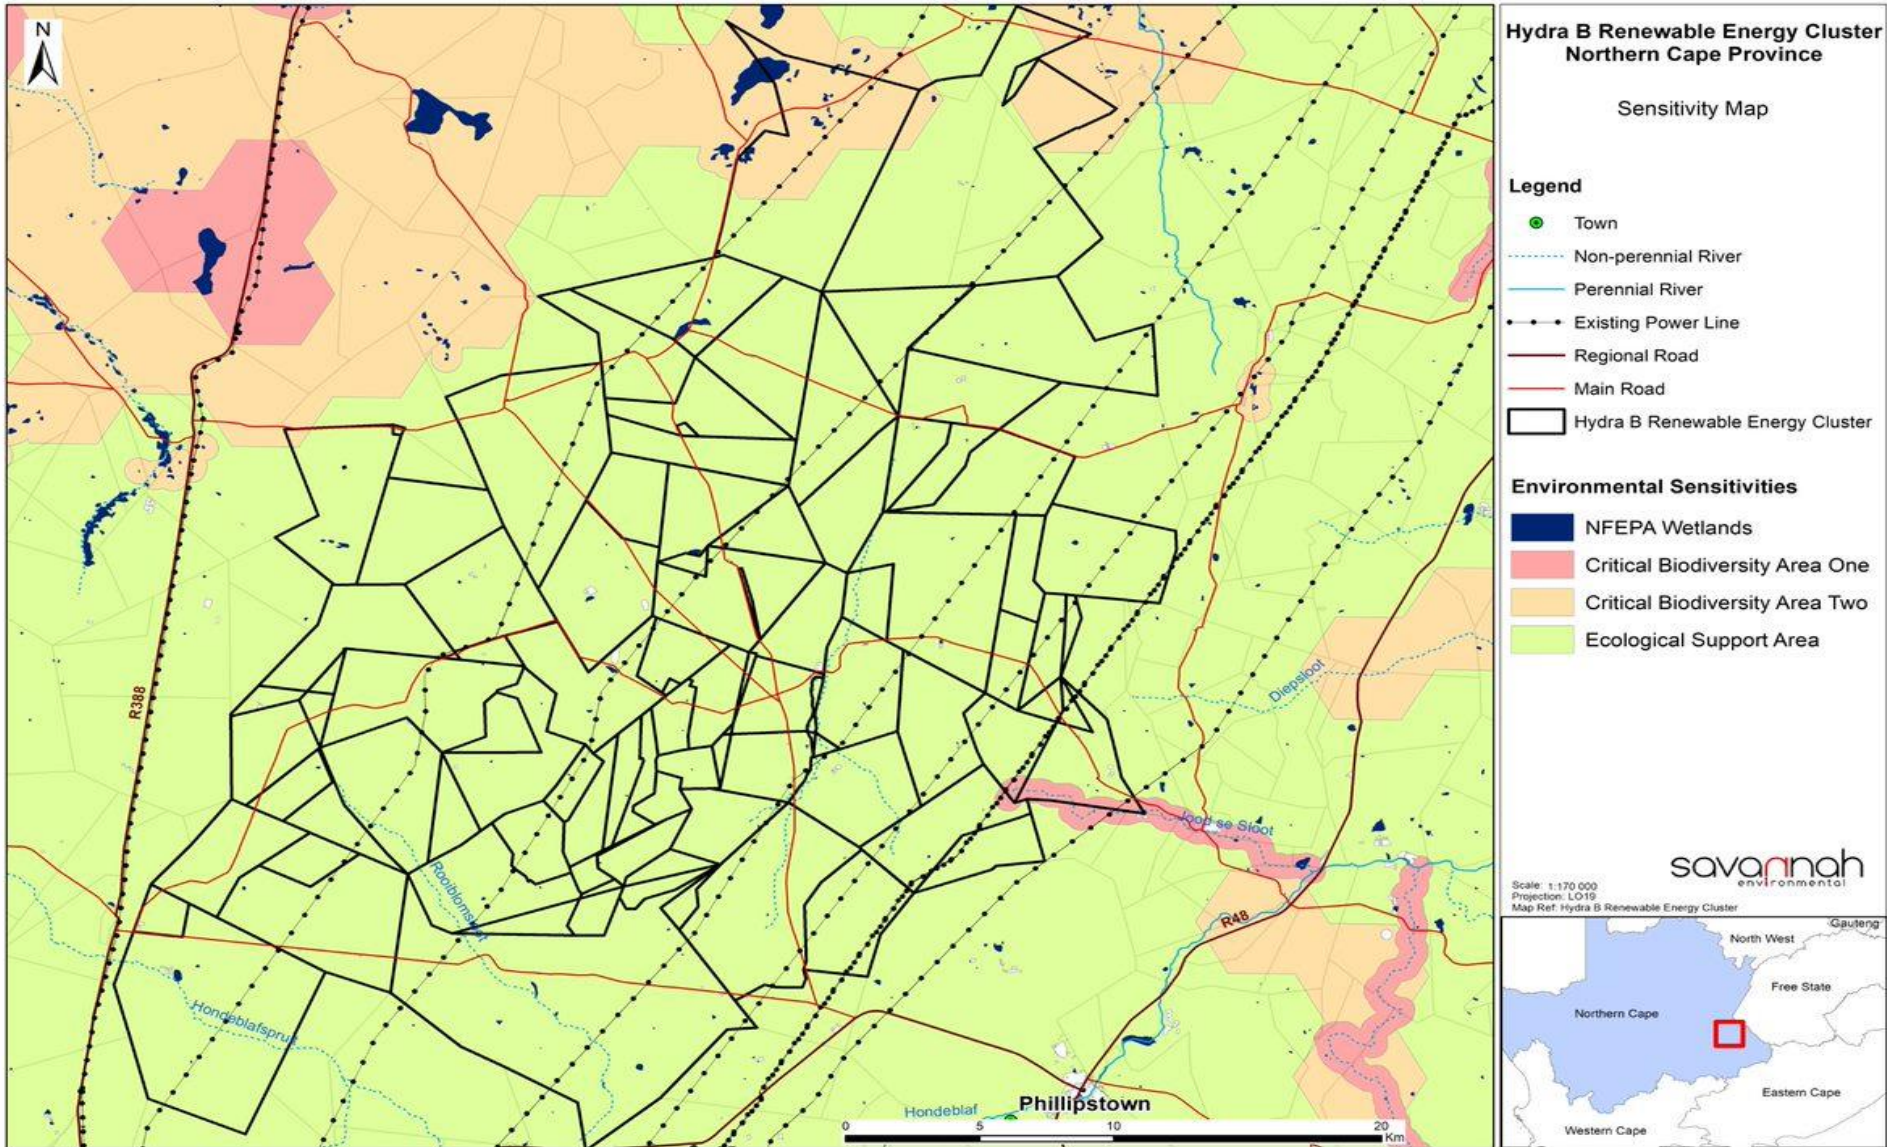 N
Hydra B Renewable Energy Cluster
Northern Cape Province
Sensitivity Map
Legend
Town
Non-perennial River
Perennial River
Existing Power Line
Regional Road
Main Road
Hydra B Renewable Energy Cluster
Environmental Sensitivities
NFEPA Wetlands
Critical Biodiversity Area One
Critical Biodiversity Area Two
Ecological Support Area
savannah
environmental
Scale: 1:170 000
Projection: LO19
Map Ref: Hydra B Renewable Energy Cluster
Gauteng
North West
Free State
Northern Cape
Eastern Cape
Western Cape
R388
Diepsloot
Jood se Sloot
Rooiblomspruit
R48
Hondeblafspruit
Hondeblaf
Phillipstown
0 5 10 20
Km